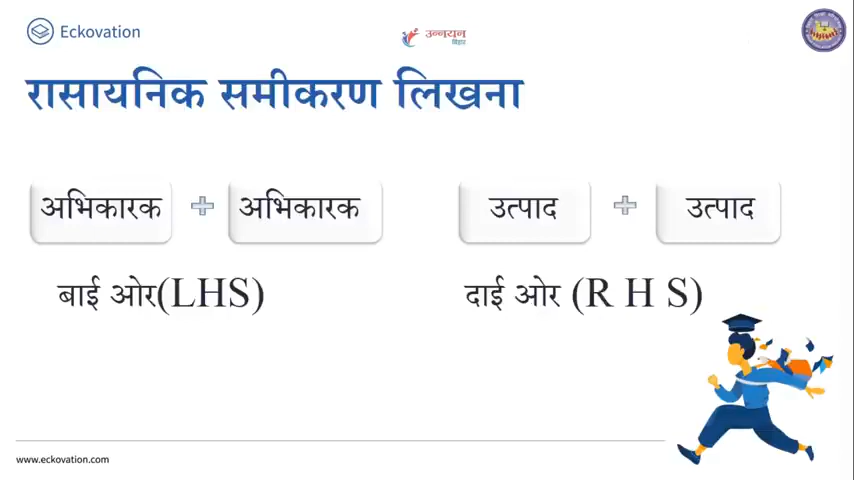 Eckovation
उन्नयन
बिहार
रासायनिक समीकरण लिखना
अभिकारक + अभिकारक उत्पाद + उत्पाद
बाई ओर(LHS) दाई ओर (R H S)
www.eckovation.com